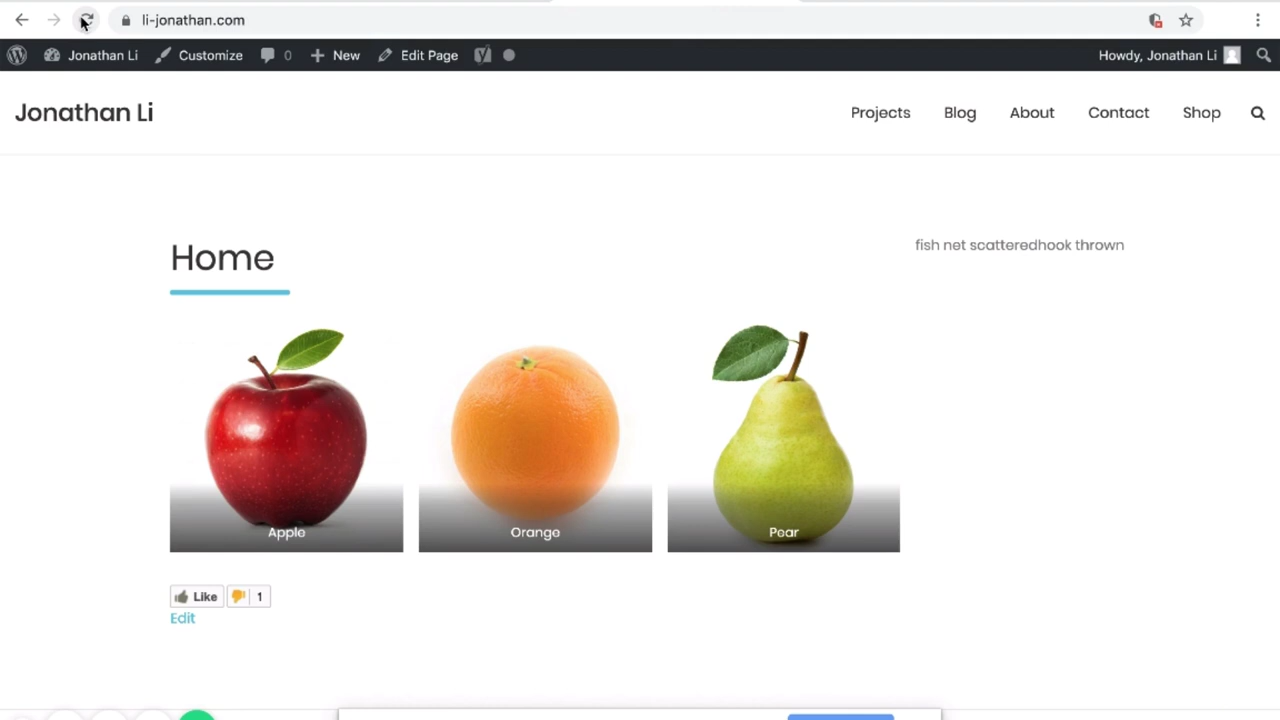 li-jonathan.com
Jonathan Li Customize 0 New Edit Page Howdy, Jonathan Li
Jonathan Li Projects Blog About Contact Shop
Home
fish net scatteredhook thrown
Apple Orange Pear
Like 1
Edit